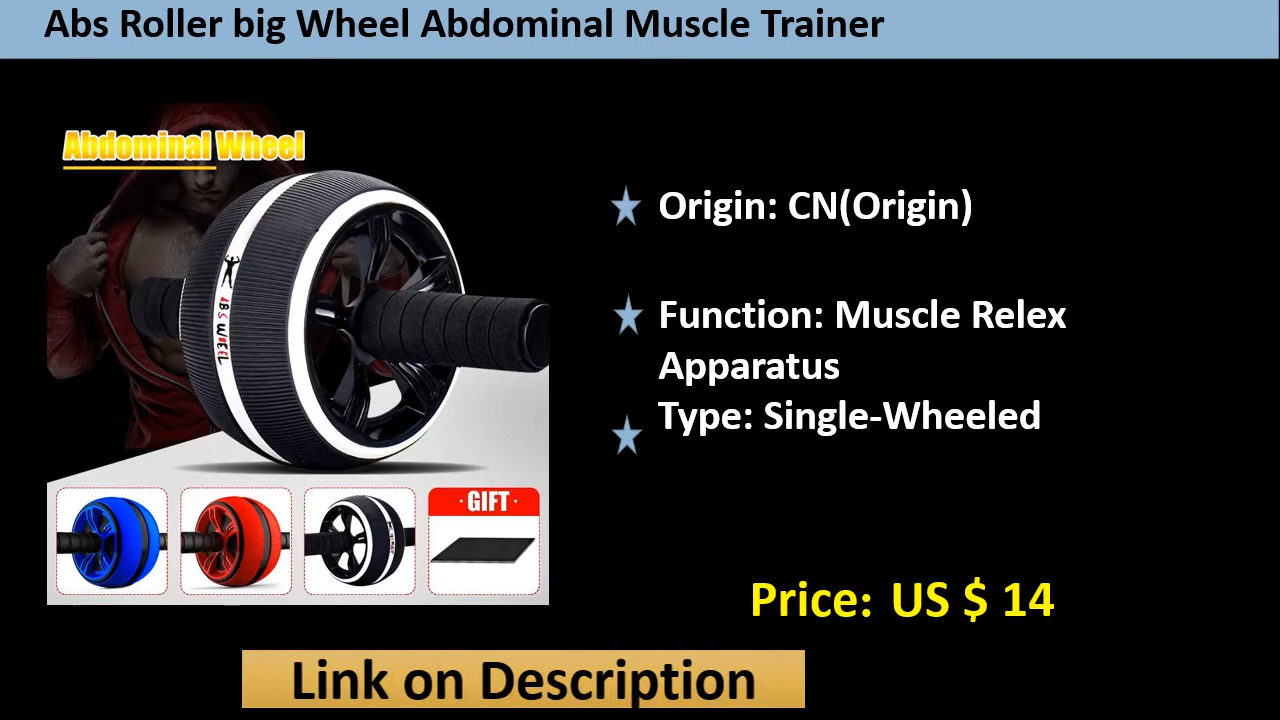 Abs Roller big Wheel Abdominal Muscle Trainer
Abdominal Wheel
ABS WHEEL
· GIFT ·
Origin: CN(Origin)
Function: Muscle Relex
Apparatus
Type: Single-Wheeled
Price: US $ 14
Link on Description